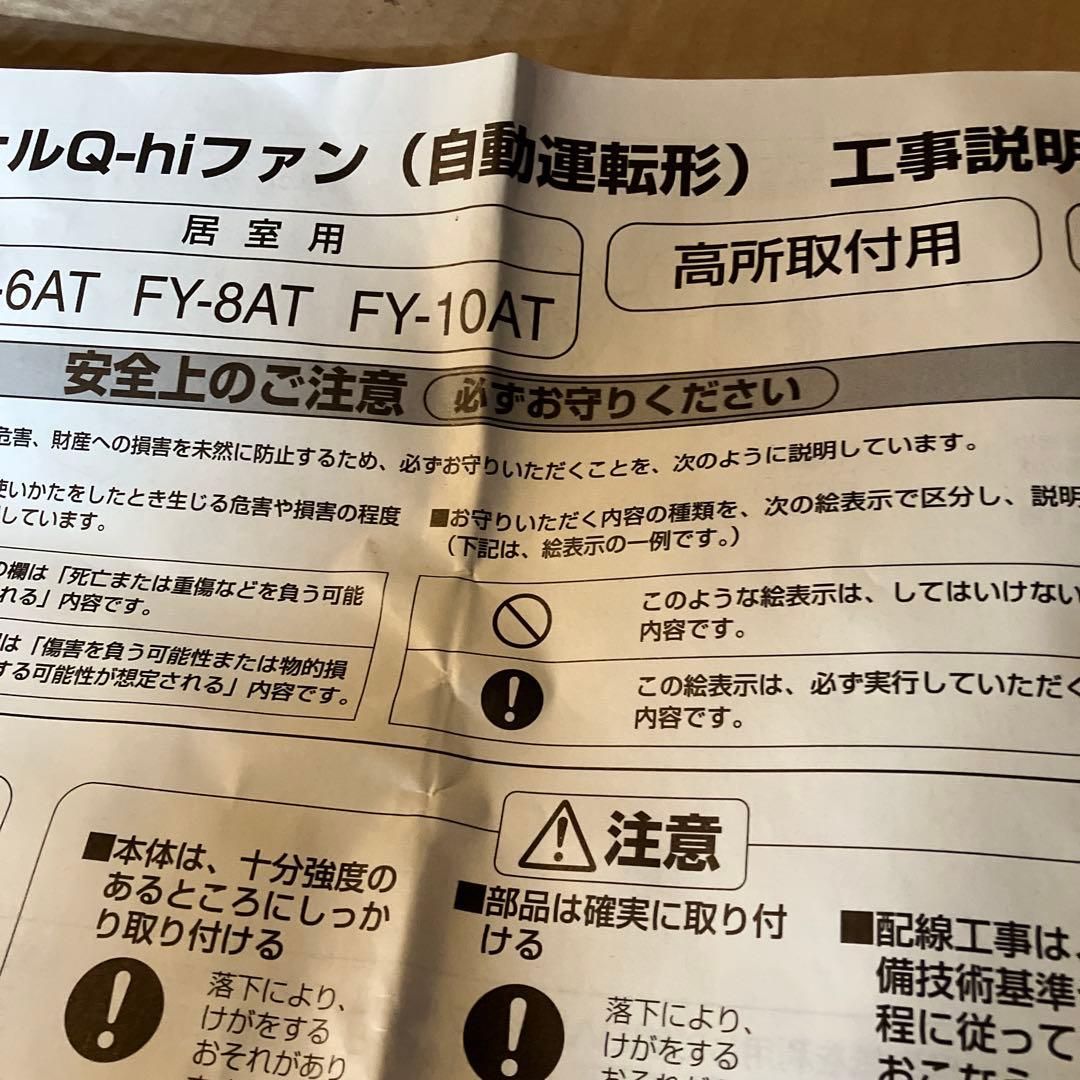 ルQ-hiファン（自動運転形） 工事説明
居室用
高所取付用
-6AT FY-8AT FY-10AT
安全上のご注意 必ずお守りください
危害、財産への損害を未然に防止するため、必ずお守りいただくことを、次のように説明しています。
使いかたをしたとき生じる危害や損害の程度
しています。
■お守りいただく内容の種類を、次の絵表示で区分し、説明
（下記は、絵表示の一例です。）
の欄は「死亡または重傷などを負う可能
れる」内容です。
は「傷害を負う可能性または物的損
する可能性が想定される」内容です。
このような絵表示は、してはいけない
内容です。
この絵表示は、必ず実行していただく
内容です。
注意
■本体は、十分強度の
あるところにしっか
り取り付ける
落下により、
けがをする
おそれがあり
■部品は確実に取り付
ける
落下により、
けがをする
おそれが
■配線工事は、
備技術基準
程に従って
おこな